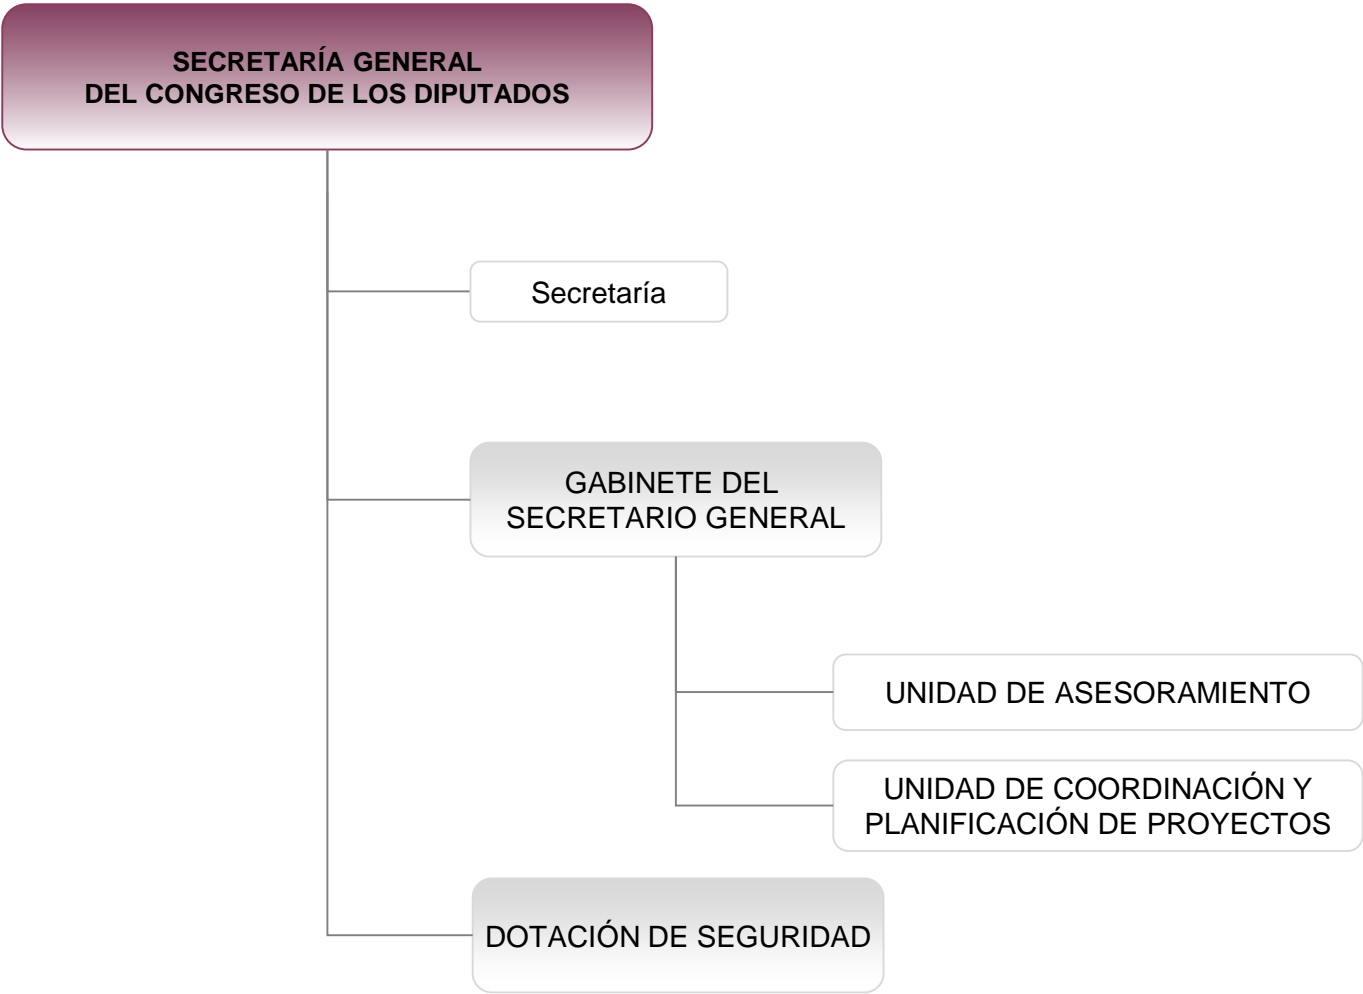 SECRETARÍA GENERAL
DEL CONGRESO DE LOS DIPUTADOS
Secretaría
GABINETE DEL
SECRETARIO GENERAL
UNIDAD DE ASESORAMIENTO
UNIDAD DE COORDINACIÓN Y
PLANIFICACIÓN DE PROYECTOS
DOTACIÓN DE SEGURIDAD